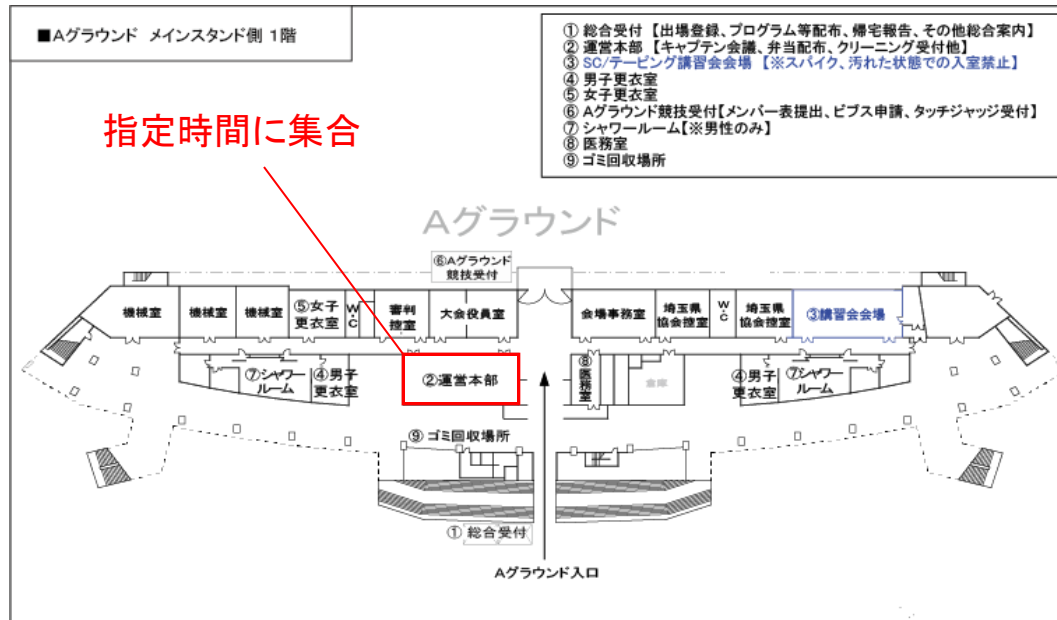 ■Aグラウンド メインスタンド側 1階
① 総合受付 【出場登録、プログラム等配布、帰宅報告、その他総合案内】
② 運営本部 【キャプテン会議、弁当配布、クリーニング受付他】
③ SC/テーピング講習会会場 【※スパイク、汚れた状態での入室禁止】
④ 男子更衣室
⑤ 女子更衣室
⑥ Aグラウンド競技受付【メンバー表提出、ビブス申請、タッチジャッジ受付】
⑦ シャワールーム【※男性のみ】
⑧ 医務室
⑨ ゴミ回収場所
指定時間に集合
Aグラウンド
⑥Aグラウンド
競技受付
機械室
機械室
機械室
⑤女子
更衣室
W・C
審判
控室
大会役員室
会場事務室
埼玉県
協会控室
W・C
埼玉県
協会控室
③講習会会場
⑦シャワー
ルーム
④男子
更衣室
②運営本部
⑧医務室
倉庫
④男子
更衣室
⑦シャワー
ルーム
⑨ ゴミ回収場所
① 総合受付
Aグラウンド入口